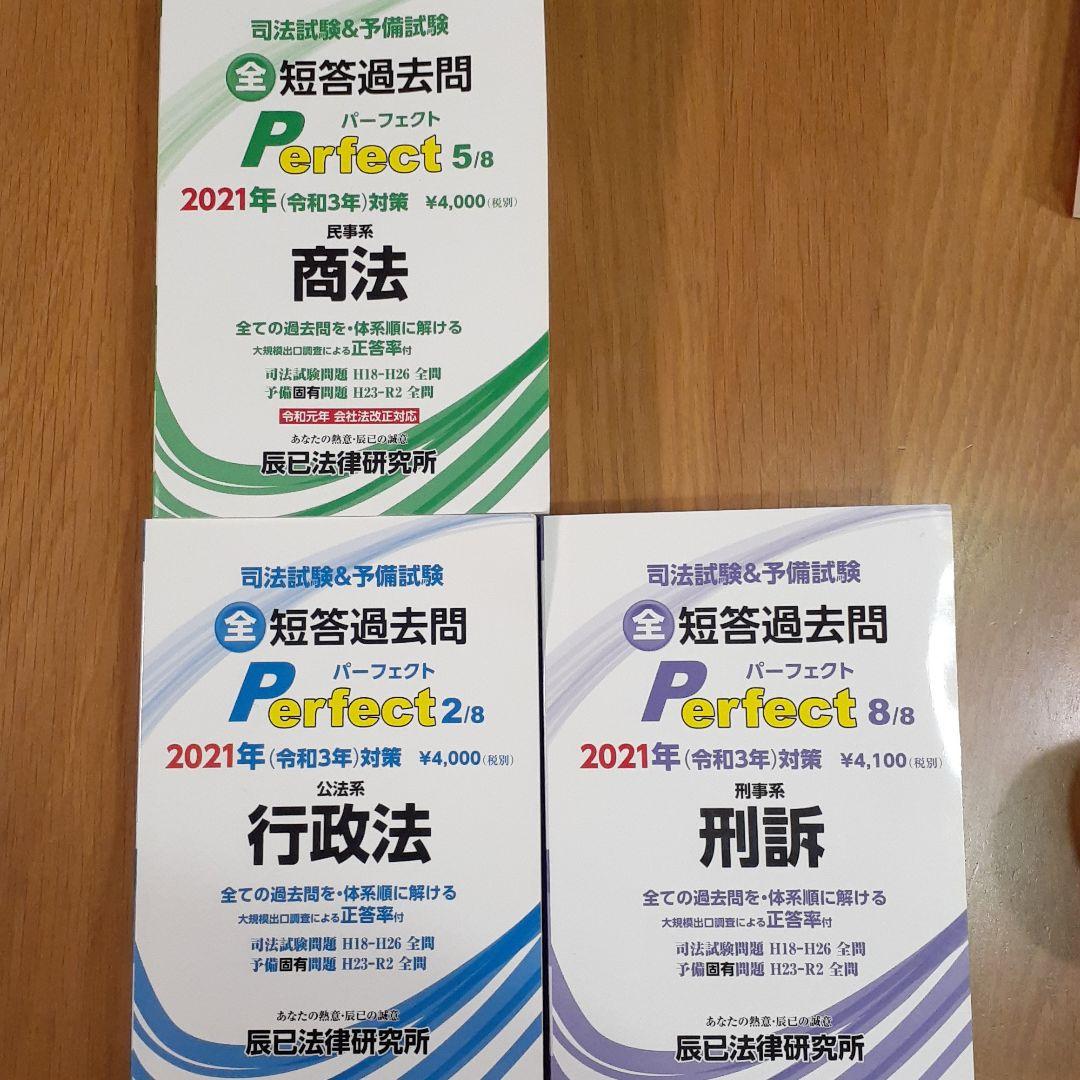 司法試験&予備試験
全 短答過去問
パーフェクト
Perfect 5/8
2021年(令和3年)対策 ¥4,000(税別)
民事系
商法
全ての過去問を・体系順に解ける
大規模出口調査による正答率付
司法試験問題 H18-H26 全問
予備固有問題 H23-R2 全問
令和元年 会社法改正対応
あなたの熱意・辰已の誠意
辰已法律研究所
司法試験&予備試験
全 短答過去問
パーフェクト
Perfect 2/8
2021年(令和3年)対策 ¥4,000(税別)
公法系
行政法
全ての過去問を・体系順に解ける
大規模出口調査による正答率付
司法試験問題 H18-H26 全問
予備固有問題 H23-R2 全問
あなたの熱意・辰已の誠意
辰已法律研究所
司法試験&予備試験
全 短答過去問
パーフェクト
Perfect 8/8
2021年(令和3年)対策 ¥4,100(税別)
刑事系
刑訴
全ての過去問を・体系順に解ける
大規模出口調査による正答率付
司法試験問題 H18-H26 全問
予備固有問題 H23-R2 全問
あなたの熱意・辰已の誠意
辰已法律研究所